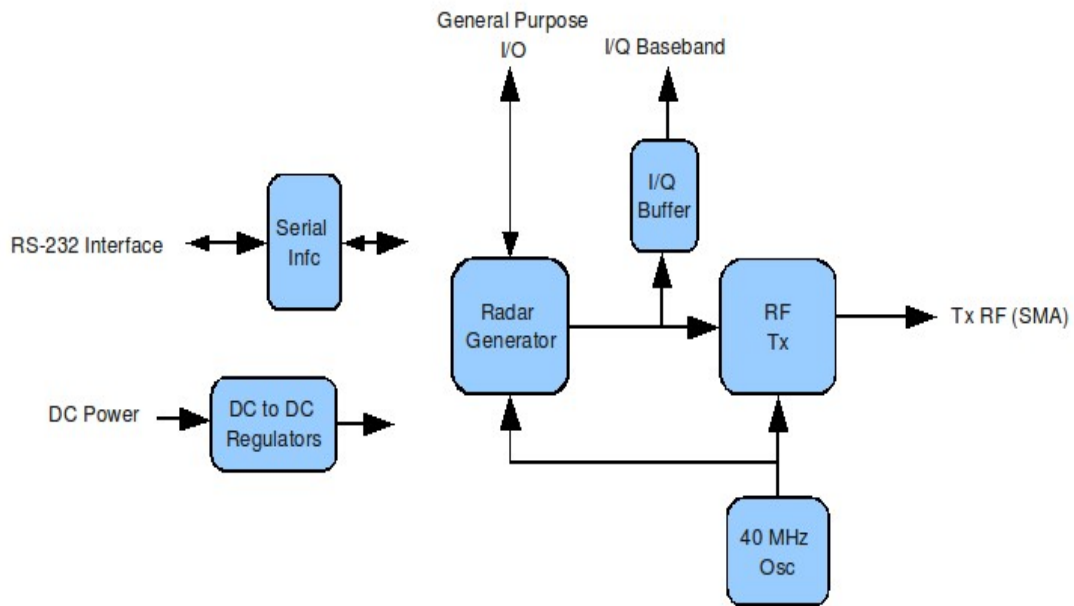 General Purpose
I/O
I/Q Baseband
I/Q
Buffer
Serial
Infc
RS-232 Interface
Radar
Generator
RF
Tx
Tx RF (SMA)
DC Power
DC to DC
Regulators
40 MHz
Osc